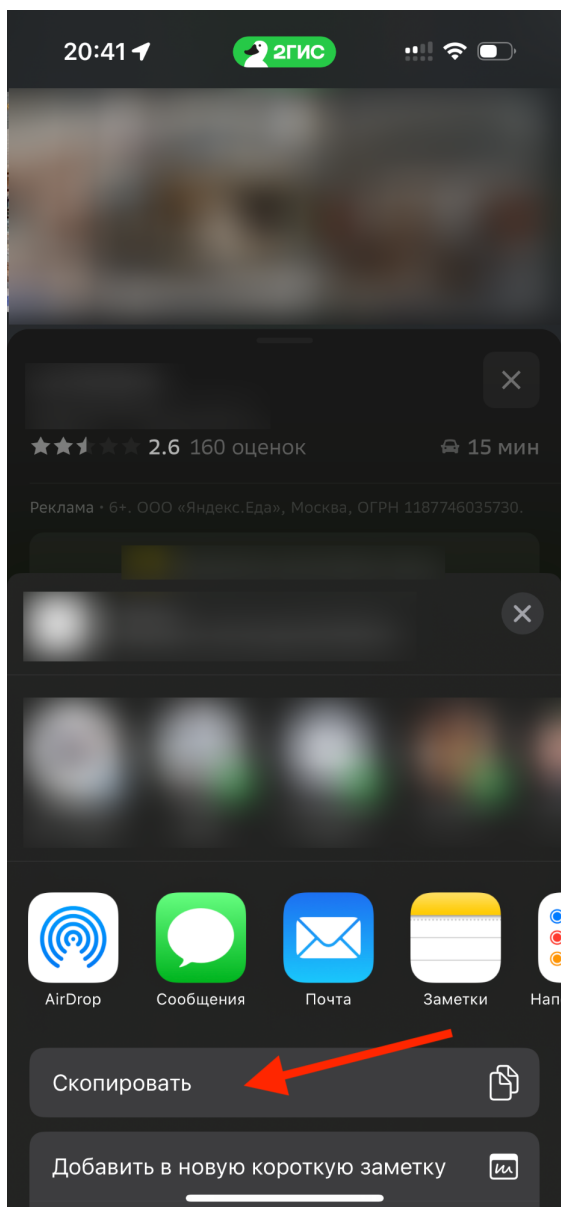 20:41
2ГИС
2.6 160 оценок
15 мин
Реклама • 6+. ООО «Яндекс.Еда», Москва, ОГРН 1187746035730.
AirDrop
Сообщения
Почта
Заметки
Нап
Скопировать
Добавить в новую короткую заметку